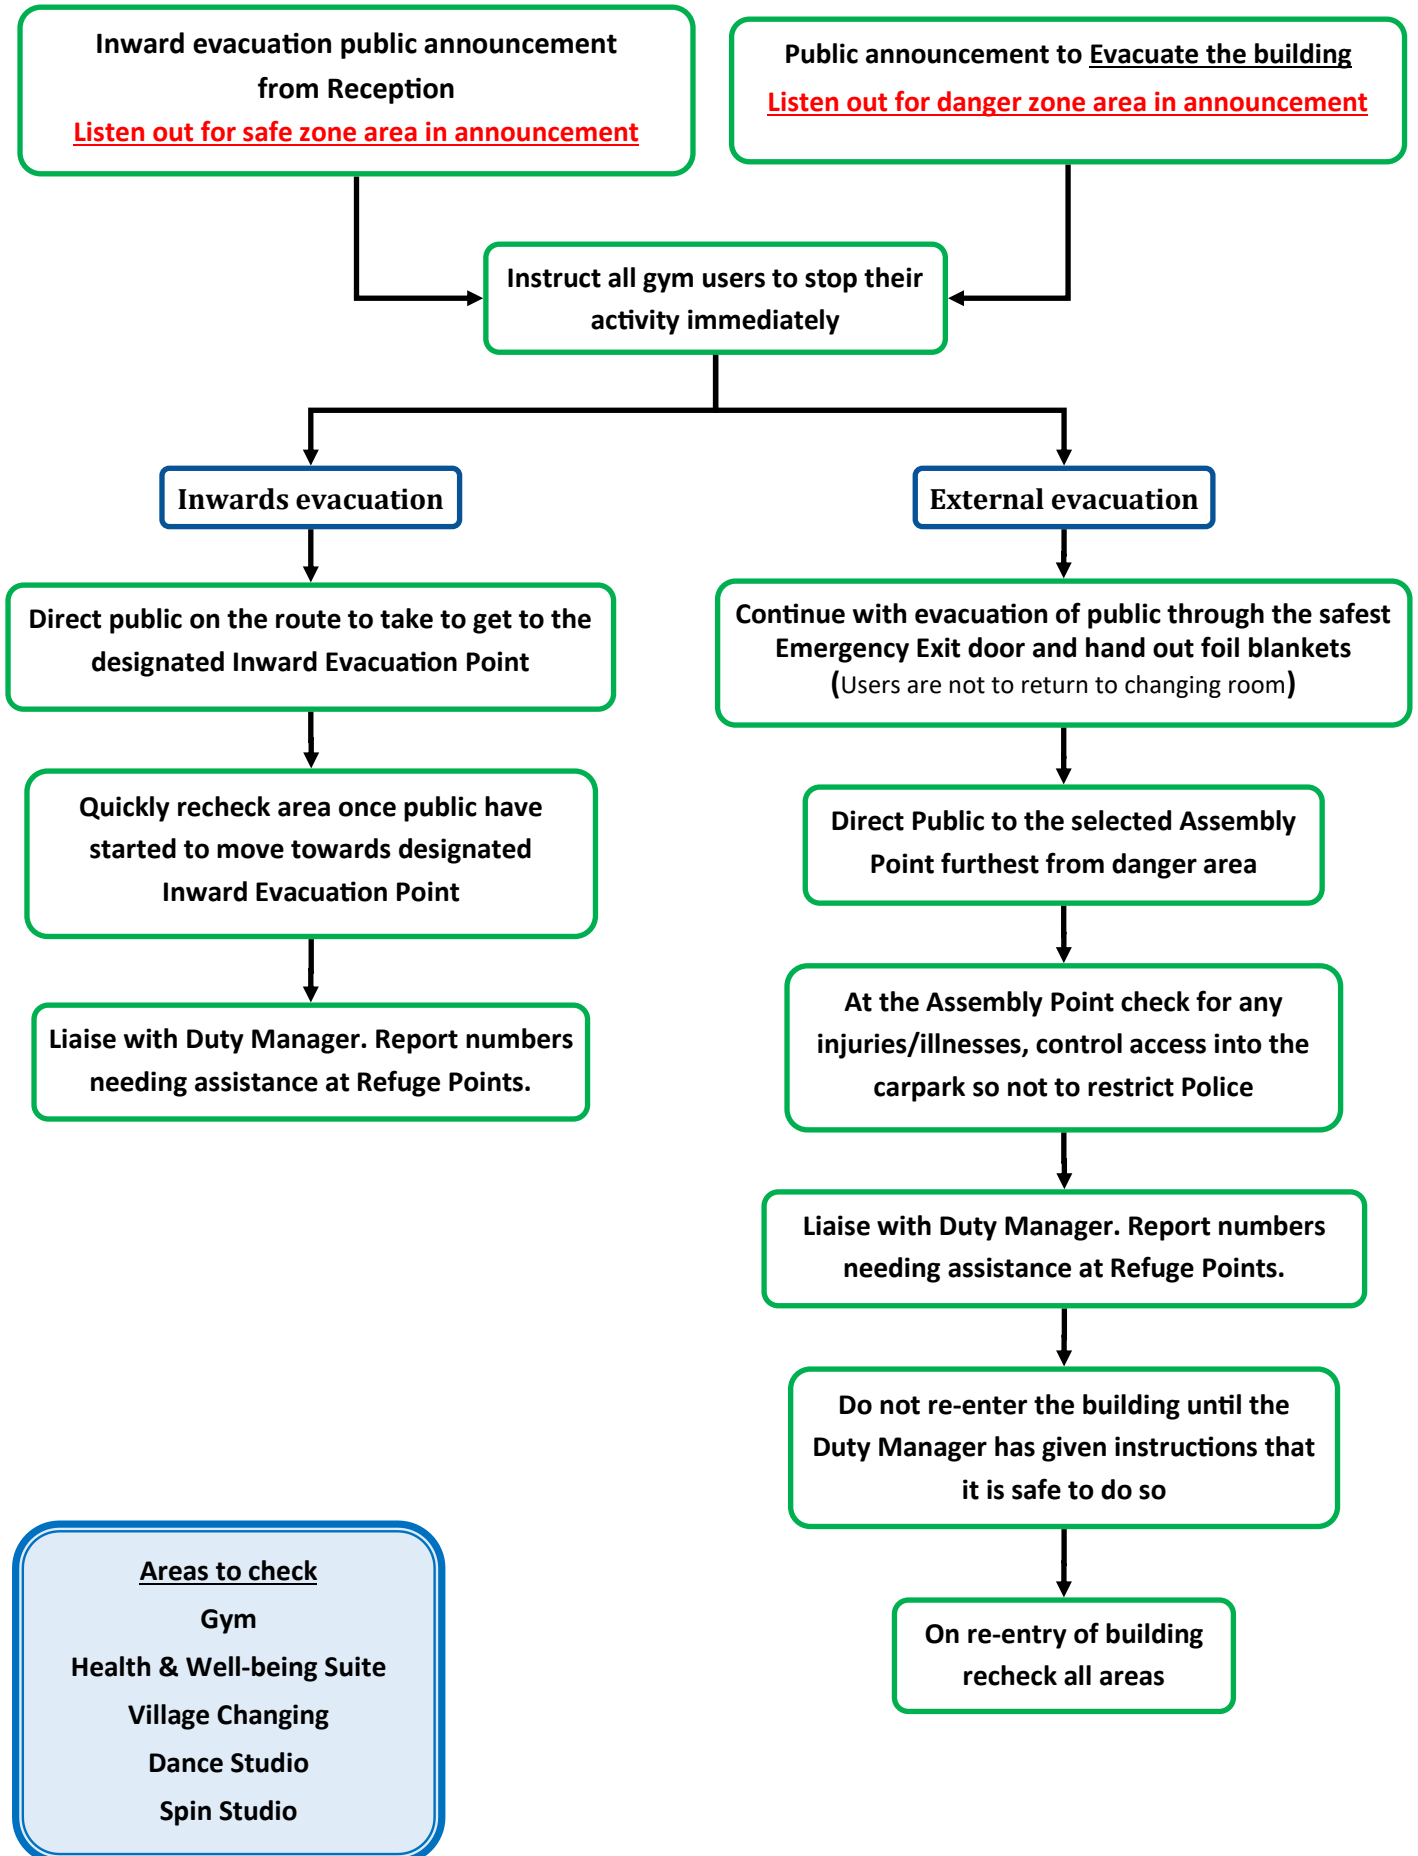 Inward evacuation public announcement
from Reception
Listen out for safe zone area in announcement
Public announcement to Evacuate the building
Listen out for danger zone area in announcement
Instruct all gym users to stop their
activity immediately
Inwards evacuation
External evacuation
Direct public on the route to take to get to the
designated Inward Evacuation Point
Quickly recheck area once public have
started to move towards designated
Inward Evacuation Point
Liaise with Duty Manager. Report numbers
needing assistance at Refuge Points.
Continue with evacuation of public through the safest
Emergency Exit door and hand out foil blankets
(Users are not to return to changing room)
Direct Public to the selected Assembly
Point furthest from danger area
At the Assembly Point check for any
injuries/illnesses, control access into the
carpark so not to restrict Police
Liaise with Duty Manager. Report numbers
needing assistance at Refuge Points.
Do not re-enter the building until the
Duty Manager has given instructions that
it is safe to do so
On re-entry of building
recheck all areas
Areas to check
Gym
Health & Well-being Suite
Village Changing
Dance Studio
Spin Studio